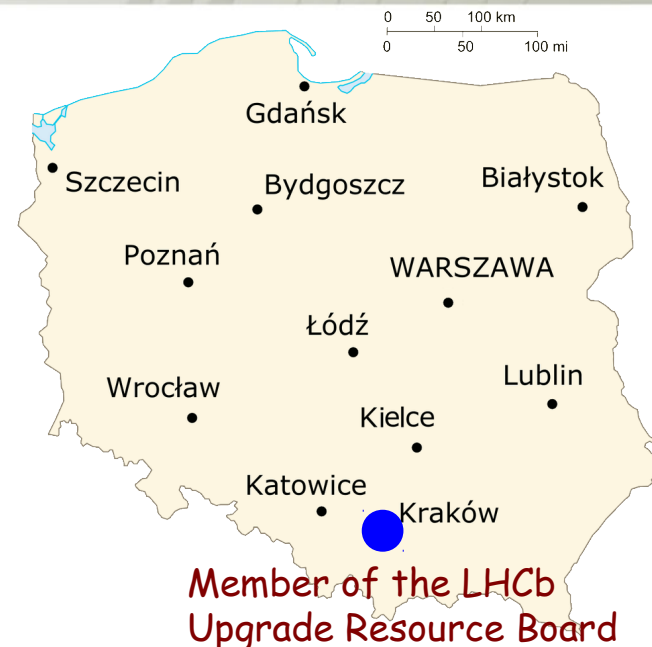 0 50 100 km
0 50 100 mi
Gdańsk
Szczecin
Bydgoszcz
Białystok
Poznań
WARSZAWA
Łódź
Lublin
Wrocław
Kielce
Katowice
Kraków
Member of the LHCb
Upgrade Resource Board